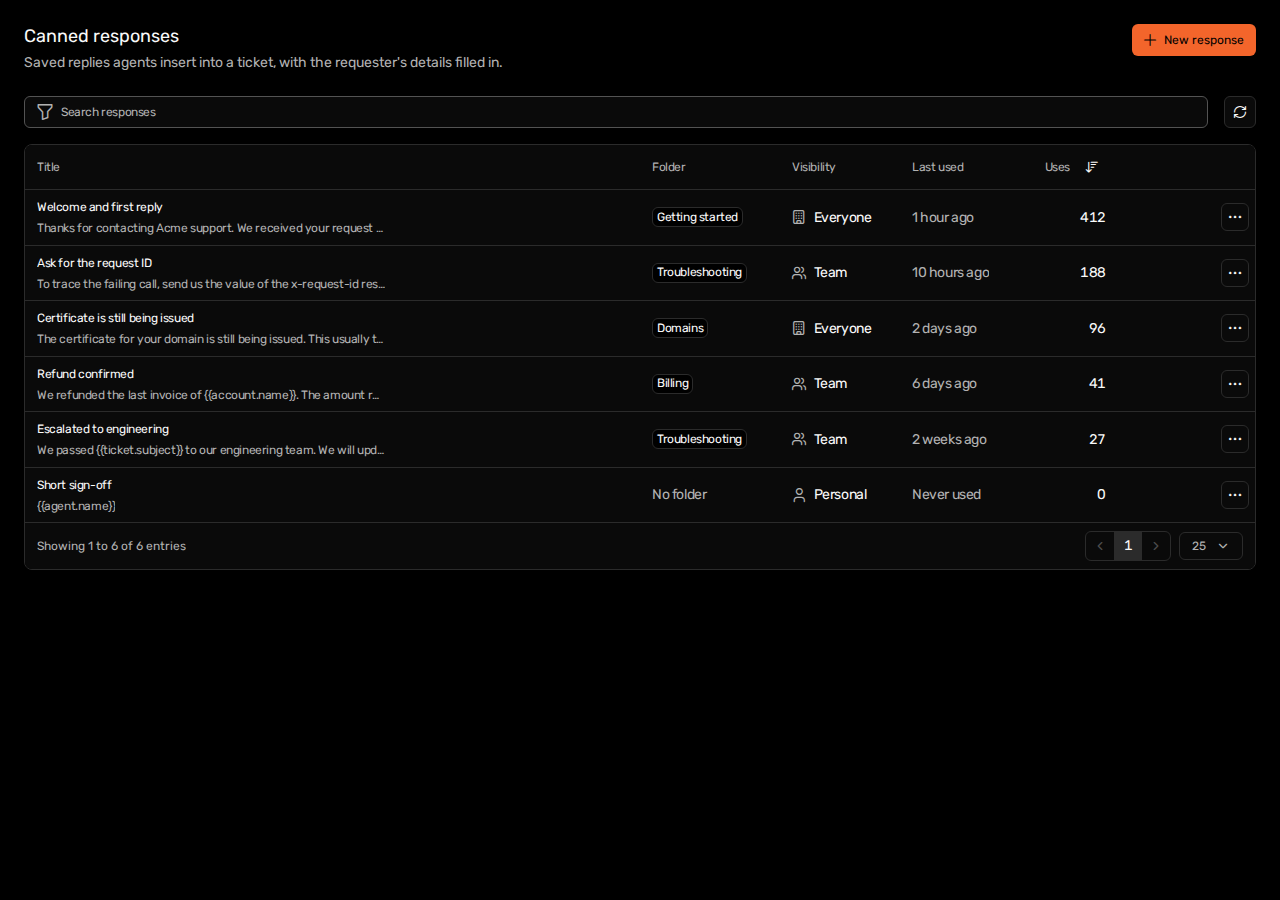 Canned responses
New response
Saved replies agents insert into a ticket, with the requester's details filled in.
Search responses
Title Folder Visibility Last used Uses
Welcome and first reply
Thanks for contacting Acme support. We received your request …
Getting started Everyone 1 hour ago 412
Ask for the request ID
To trace the failing call, send us the value of the x-request-id res…
Troubleshooting Team 10 hours ago 188
Certificate is still being issued
The certificate for your domain is still being issued. This usually t…
Domains Everyone 2 days ago 96
Refund confirmed
We refunded the last invoice of {{account.name}}. The amount r…
Billing Team 6 days ago 41
Escalated to engineering
We passed {{ticket.subject}} to our engineering team. We will upd…
Troubleshooting Team 2 weeks ago 27
Short sign-off
{{agent.name}}
No folder Personal Never used 0
Showing 1 to 6 of 6 entries
1
25